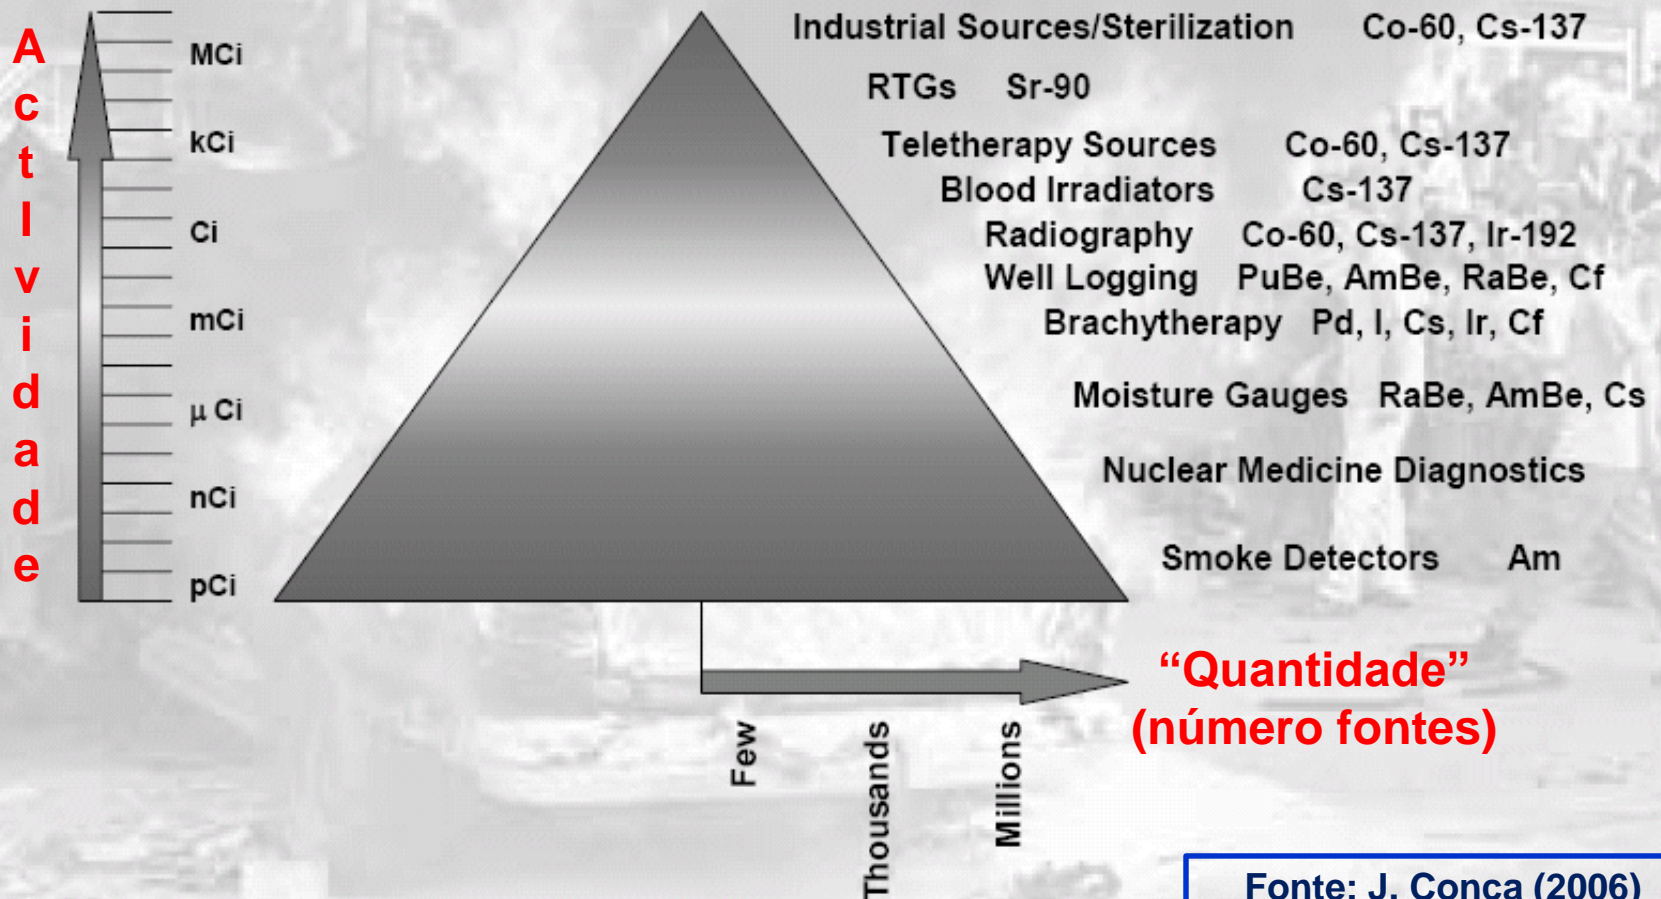 ActIvidade
MCi
kCi
Ci
mCi
μ Ci
nCi
pCi
Industrial Sources/Sterilization Co-60, Cs-137
RTGs Sr-90
Teletherapy Sources Co-60, Cs-137
Blood Irradiators Cs-137
Radiography Co-60, Cs-137, Ir-192
Well Logging PuBe, AmBe, RaBe, Cf
Brachytherapy Pd, I, Cs, Ir, Cf
Moisture Gauges RaBe, AmBe, Cs
Nuclear Medicine Diagnostics
Smoke Detectors Am
“Quantidade”
(número fontes)
Few
Thousands
Millions
Fonte: J. Conca (2006)